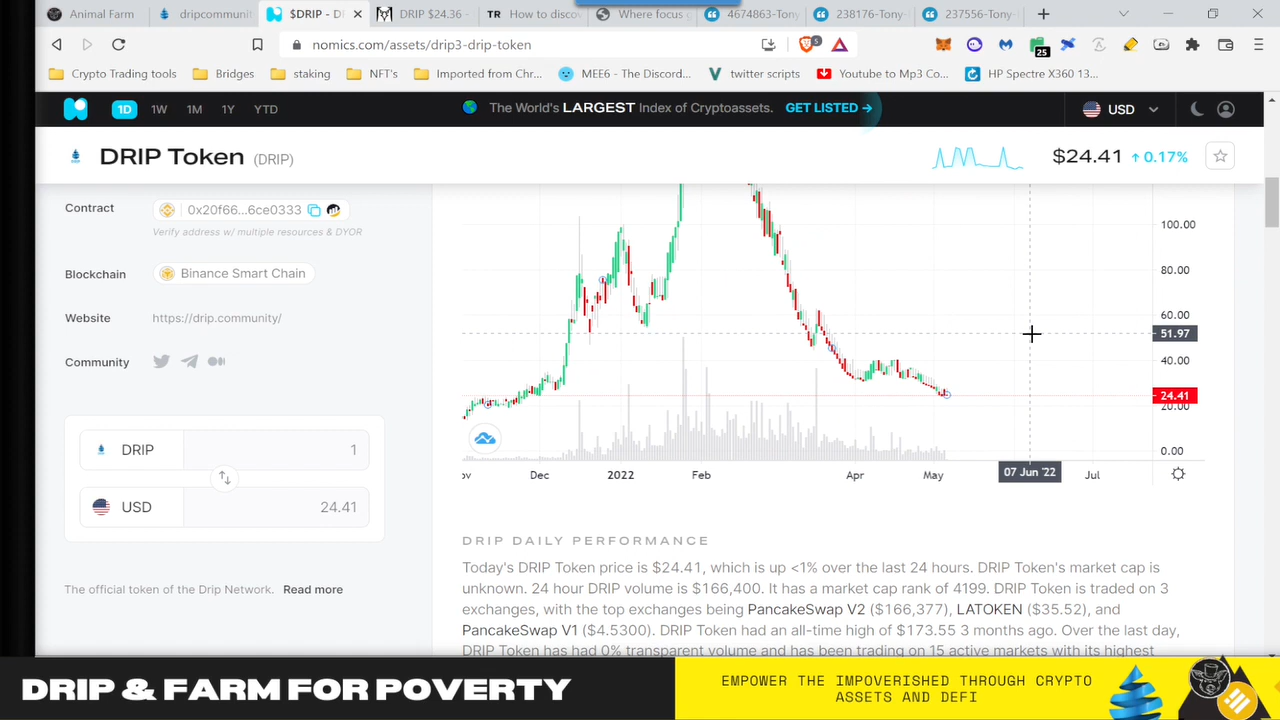 Animal Farm
dripcommuni
$DRIP - D
DRIP $24.36 -
TR How to disco
Where focus g
4674863-Tony
238176-Tony-
237556-Tony-
nomics.com/assets/drip3-drip-token
5
25
Crypto Trading tools
Bridges
staking
NFT's
Imported from Chr...
MEE6 - The Discord...
twitter scripts
Youtube to Mp3 Co...
HP Spectre X360 13...
1D 1W 1M 1Y YTD
The World's LARGEST Index of Cryptoassets. GET LISTED →
USD
DRIP Token (DRIP)
$24.41 ↑ 0.17%
Contract
0x20f66...6ce0333
Verify address w/ multiple resources & DYOR
Blockchain
Binance Smart Chain
Website
https://drip.community/
Community
DRIP
1
USD
24.41
The official token of the Drip Network. Read more
100.00
80.00
60.00
51.97
40.00
24.41
20.00
0.00
ov Dec 2022 Feb Apr May 07 Jun '22 Jul
DRIP DAILY PERFORMANCE
Today's DRIP Token price is $24.41, which is up <1% over the last 24 hours. DRIP Token's market cap is
unknown. 24 hour DRIP volume is $166,400. It has a market cap rank of 4199. DRIP Token is traded on 3
exchanges, with the top exchanges being PancakeSwap V2 ($166,377), LATOKEN ($35.52), and
PancakeSwap V1 ($4.5300). DRIP Token had an all-time high of $173.55 3 months ago. Over the last day,
DRIP Token has had 0% transparent volume and has been trading on 15 active markets with its highest
DRIP & FARM FOR POVERTY
EMPOWER THE IMPOVERISHED THROUGH CRYPTO
ASSETS AND DEFI